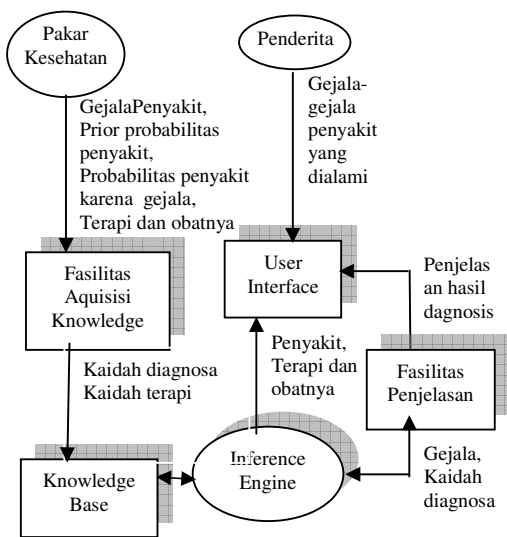 Pakar
Kesehatan
Penderita
GejalaPenyakit,
Prior probabilitas
penyakit,
Probabilitas penyakit
karena gejala,
Terapi dan obatnya
Gejala-
gejala
penyakit
yang
dialami
Fasilitas
Aquisisi
Knowledge
User
Interface
Penjelas
an hasil
dagnosis
Kaidah diagnosa
Kaidah terapi
Penyakit,
Terapi dan
obatnya
Fasilitas
Penjelasan
Knowledge
Base
Inference
Engine
Gejala,
Kaidah
diagnosa